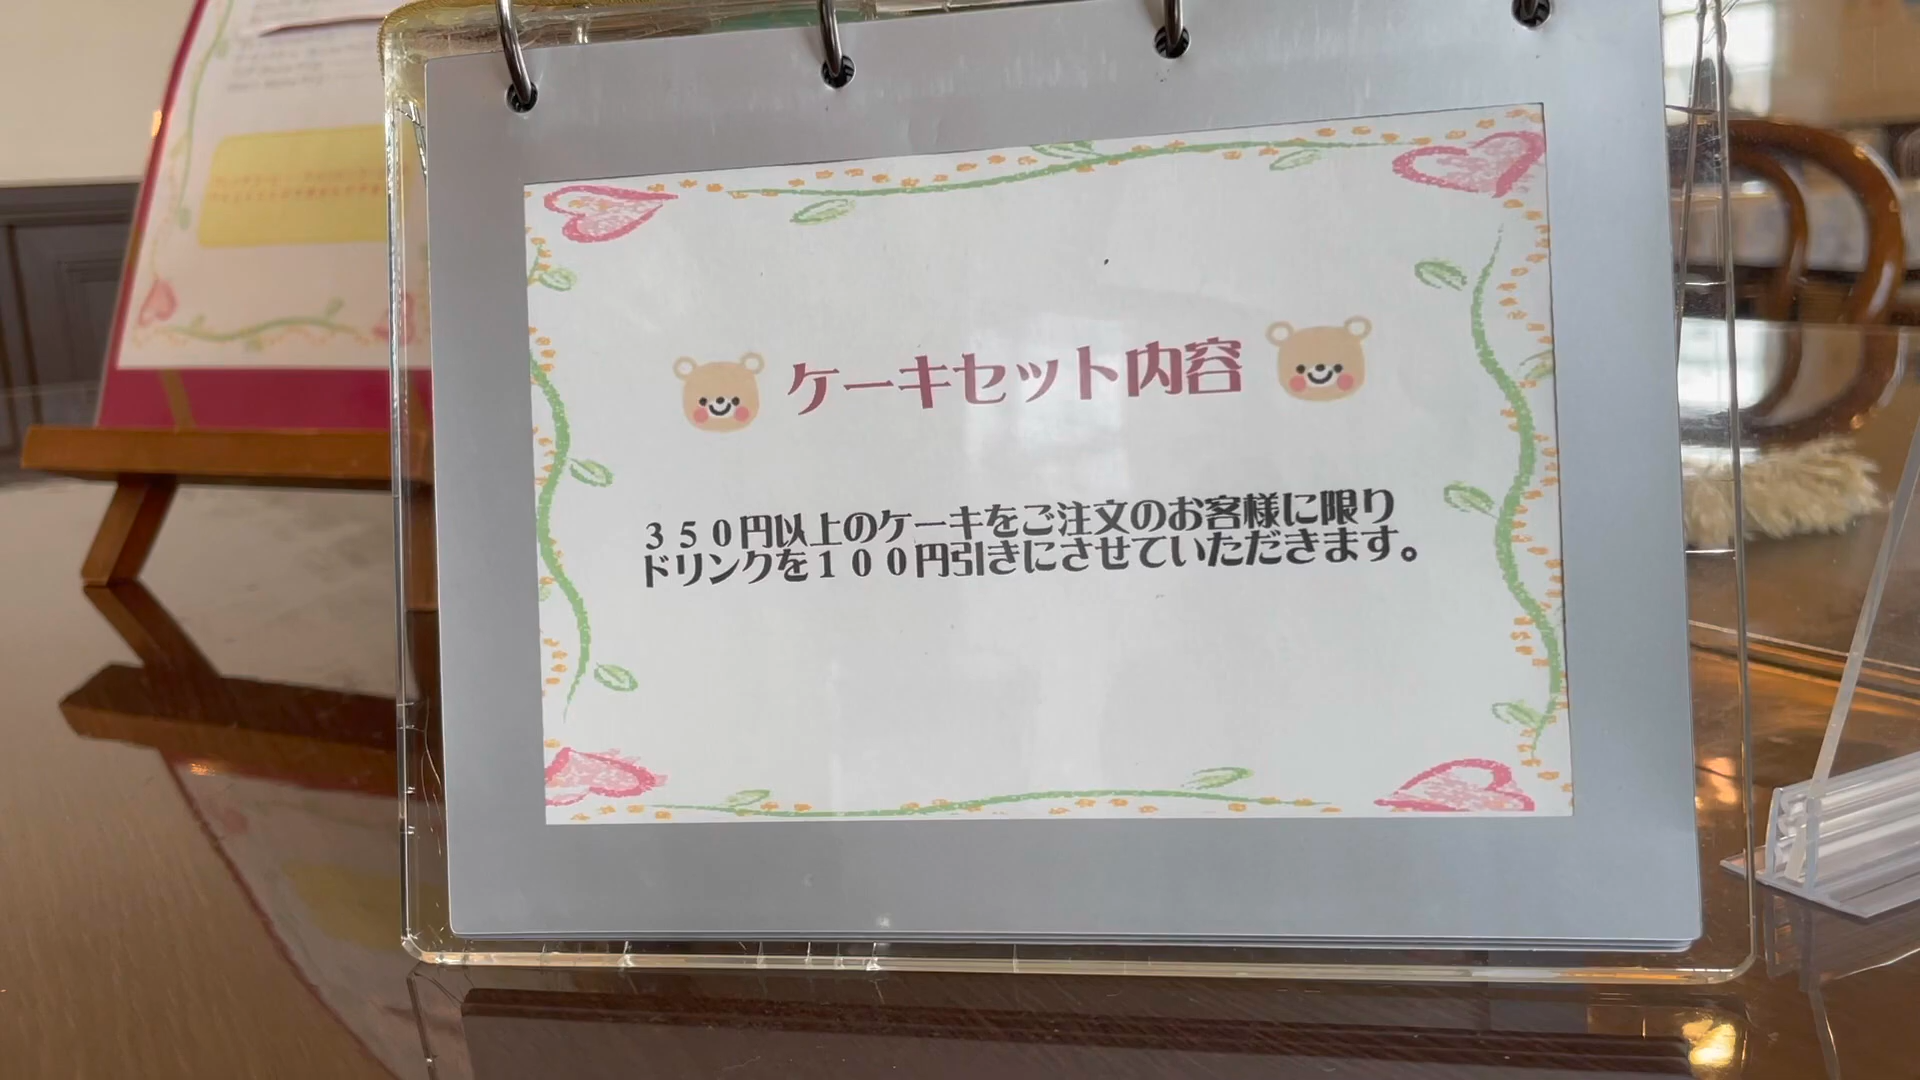 ケーキセット内容
３５０円以上のケーキをご注文のお客様に限り
ドリンクを１００円引きにさせていただきます。